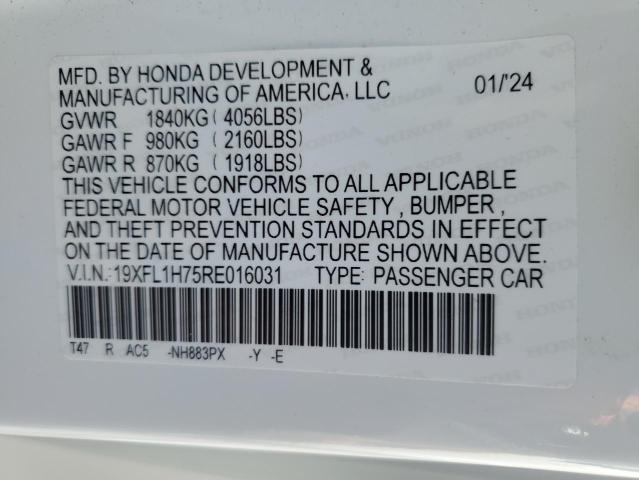 MFD. BY HONDA DEVELOPMENT &
MANUFACTURING OF AMERICA, LLC 01/'24
GVWR 1840KG ( 4056LBS)
GAWR F 980KG ( 2160LBS)
GAWR R 870KG ( 1918LBS)
THIS VEHICLE CONFORMS TO ALL APPLICABLE
FEDERAL MOTOR VEHICLE SAFETY , BUMPER ,
AND THEFT PREVENTION STANDARDS IN EFFECT
ON THE DATE OF MANUFACTURE SHOWN ABOVE.
V.I.N.:19XFL1H75RE016031 TYPE: PASSENGER CAR
T47 R AC5 -NH883PX -Y -E